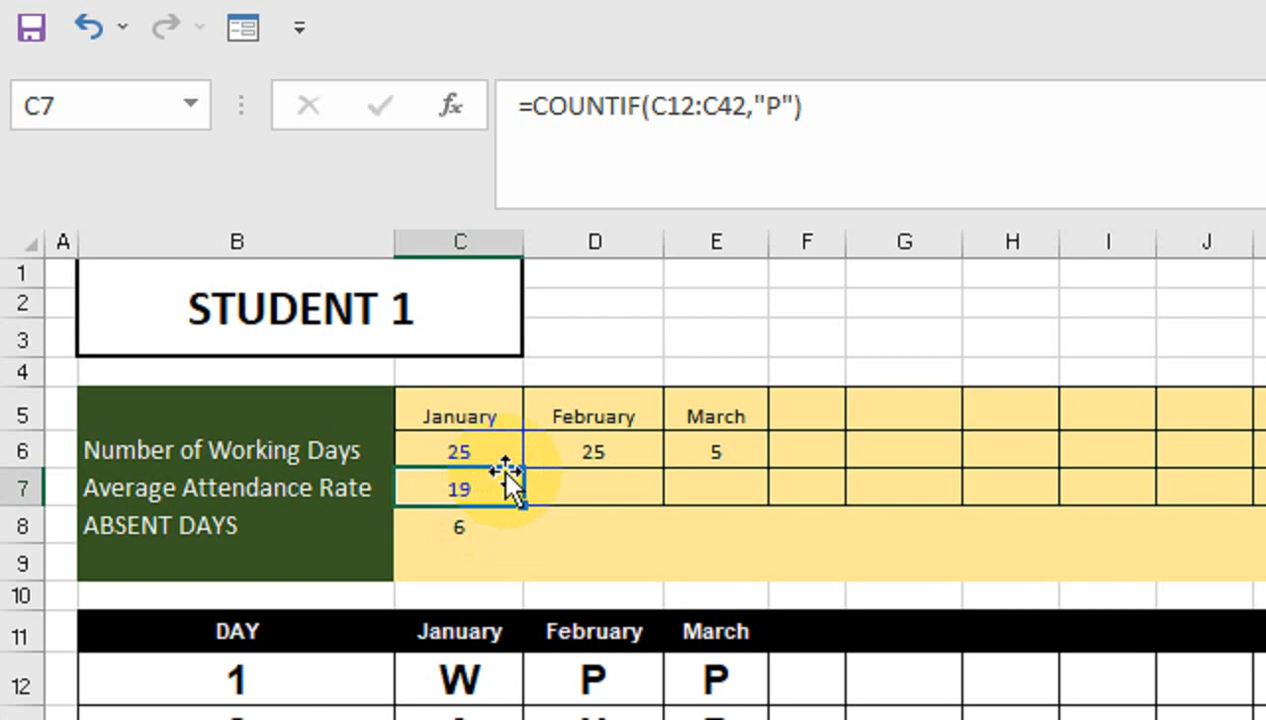 C7
fx
=COUNTIF(C12:C42,"P")
A B C D E F G H I J
1
STUDENT 1
2
3
4
5 January February March
6 Number of Working Days 25 25 5
7 Average Attendance Rate 19
8 ABSENT DAYS 6
9
10
11 DAY January February March
12 1 W P P